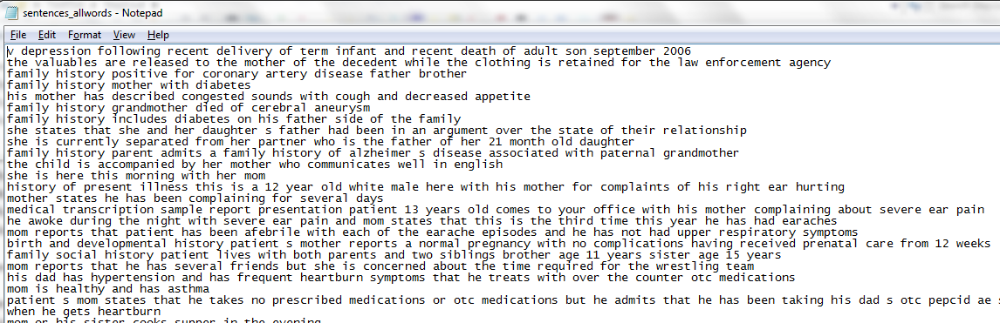 sentences_allwords - Notepad
File Edit Format View Help
v depression following recent delivery of term infant and recent death of adult son september 2006
the valuables are released to the mother of the decedent while the clothing is retained for the law enforcement agency
family history positive for coronary artery disease father brother
family history mother with diabetes
his mother has described congested sounds with cough and decreased appetite
family history grandmother died of cerebral aneurysm
family history includes diabetes on his father side of the family
she states that she and her daughter s father had been in an argument over the state of their relationship
she is currently separated from her partner who is the father of her 21 month old daughter
family history parent admits a family history of alzheimer s disease associated with paternal grandmother
the child is accompanied by her mother who communicates well in english
she is here this morning with her mom
history of present illness this is a 12 year old white male here with his mother for complaints of his right ear hurting
mother states he has been complaining for several days
medical transcription sample report presentation patient 13 years old comes to your office with his mother complaining about severe ear pain
he awoke during the night with severe ear pain and mom states that this is the third time this year he has had earaches
mom reports that patient has been afebrile with each of the earache episodes and he has not had upper respiratory symptoms
birth and developmental history patient s mother reports a normal pregnancy with no complications having received prenatal care from 12 weeks
family social history patient lives with both parents and two siblings brother age 11 years sister age 15 years
mom reports that he has several friends but she is concerned about the time required for the wrestling team
his dad has hypertension and has frequent heartburn symptoms that he treats with over the counter otc medications
mom is healthy and has asthma
patient s mom states that he takes no prescribed medications or otc medications but he admits that he has been taking his dad s otc pepcid ae s
when he gets heartburn
mom or his sister cooks supper in the evening